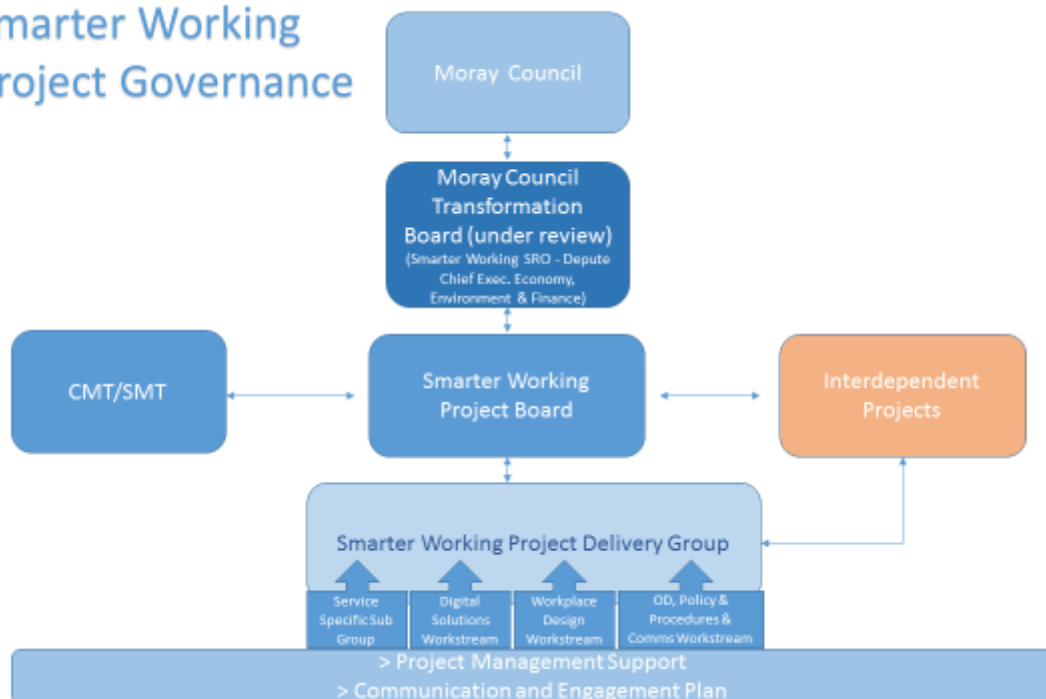 marter Working
roject Governance
Moray Council
Moray Council
Transformation
Board (under review)
(Smarter Working SRO - Depute
Chief Exec. Economy,
Environment & Finance)
CMT/SMT
Smarter Working
Project Board
Interdependent
Projects
Smarter Working Project Delivery Group
Service
Specific Sub
Group
Digital
Solutions
Workstream
Workplace
Design
Workstream
OD, Policy &
Procedures &
Comms Workstream
> Project Management Support
> Communication and Engagement Plan